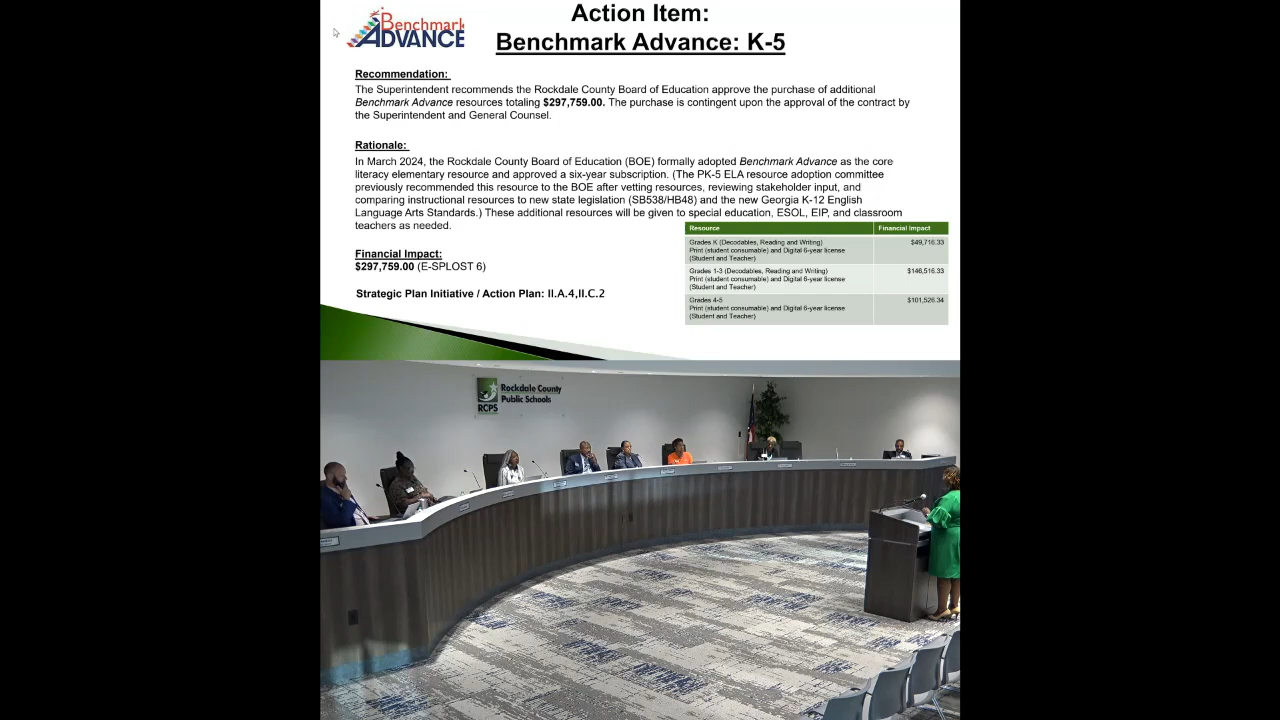 Benchmark
ADVANCE
Action Item:
Benchmark Advance: K-5
Recommendation:
The Superintendent recommends the Rockdale County Board of Education approve the purchase of additional
Benchmark Advance resources totaling $297,759.00. The purchase is contingent upon the approval of the contract by
the Superintendent and General Counsel.
Rationale:
In March 2024, the Rockdale County Board of Education (BOE) formally adopted Benchmark Advance as the core
literacy elementary resource and approved a six-year subscription. (The PK-5 ELA resource adoption committee
previously recommended this resource to the BOE after vetting resources, reviewing stakeholder input, and
comparing instructional resources to new state legislation (SB538/HB48) and the new Georgia K-12 English
Language Arts Standards.) These additional resources will be given to special education, ESOL, EIP, and classroom
teachers as needed.
Financial Impact:
$297,759.00 (E-SPLOST 6)
Strategic Plan Initiative / Action Plan: II.A.4,II.C.2
Resource Financial Impact
Grades K (Decodables, Reading and Writing) $49,716.33
Print (student consumable) and Digital 6-year license
(Student and Teacher)
Grades 1-3 (Decodables, Reading and Writing) $146,516.33
Print (student consumable) and Digital 6-year license
(Student and Teacher)
Grades 4-5 $101,526.34
Print (student consumable) and Digital 6-year license
(Student and Teacher)
RCPS
Rockdale County
Public Schools